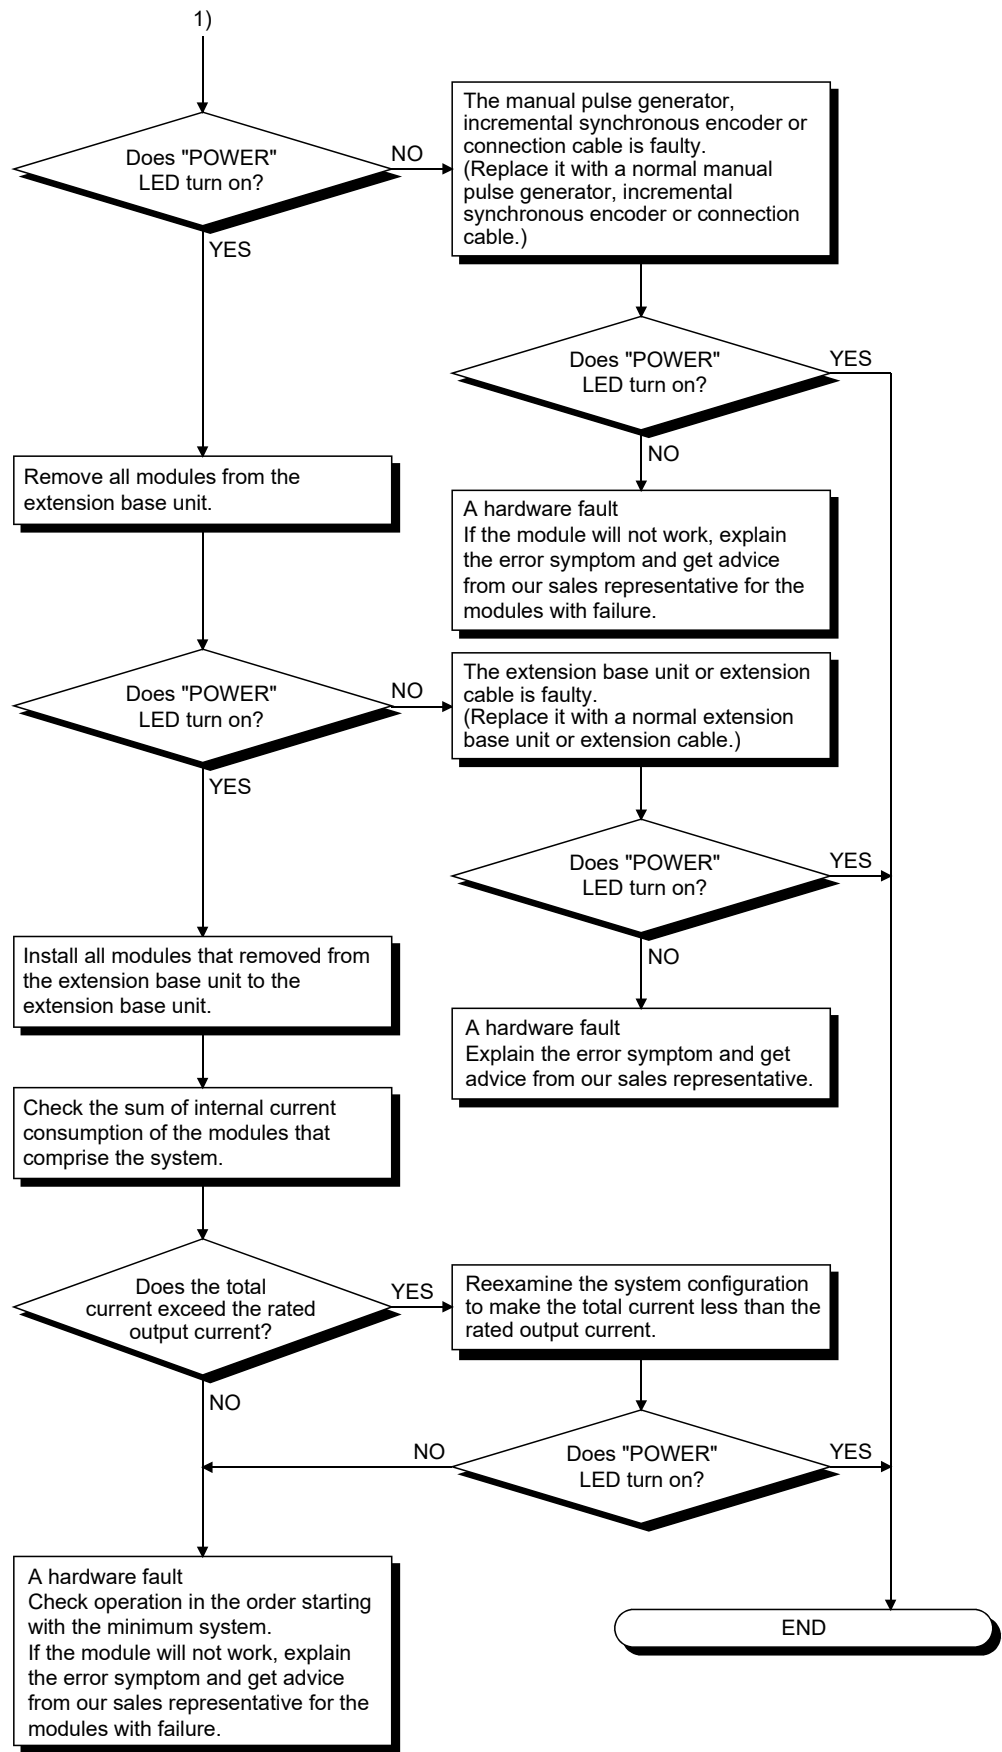 1)
Does "POWER"
LED turn on?
NO
YES
The manual pulse generator,
incremental synchronous encoder or
connection cable is faulty.
(Replace it with a normal manual
pulse generator, incremental
synchronous encoder or connection
cable.)
Does "POWER"
LED turn on?
YES
NO
Remove all modules from the
extension base unit.
A hardware fault
If the module will not work, explain
the error symptom and get advice
from our sales representative for the
modules with failure.
Does "POWER"
LED turn on?
NO
YES
The extension base unit or extension
cable is faulty.
(Replace it with a normal extension
base unit or extension cable.)
Does "POWER"
LED turn on?
YES
NO
Install all modules that removed from
the extension base unit to the
extension base unit.
A hardware fault
Explain the error symptom and get
advice from our sales representative.
Check the sum of internal current
consumption of the modules that
comprise the system.
Does the total
current exceed the rated
output current?
YES
NO
Reexamine the system configuration
to make the total current less than the
rated output current.
Does "POWER"
LED turn on?
NO
YES
A hardware fault
Check operation in the order starting
with the minimum system.
If the module will not work, explain
the error symptom and get advice
from our sales representative for the
modules with failure.
END